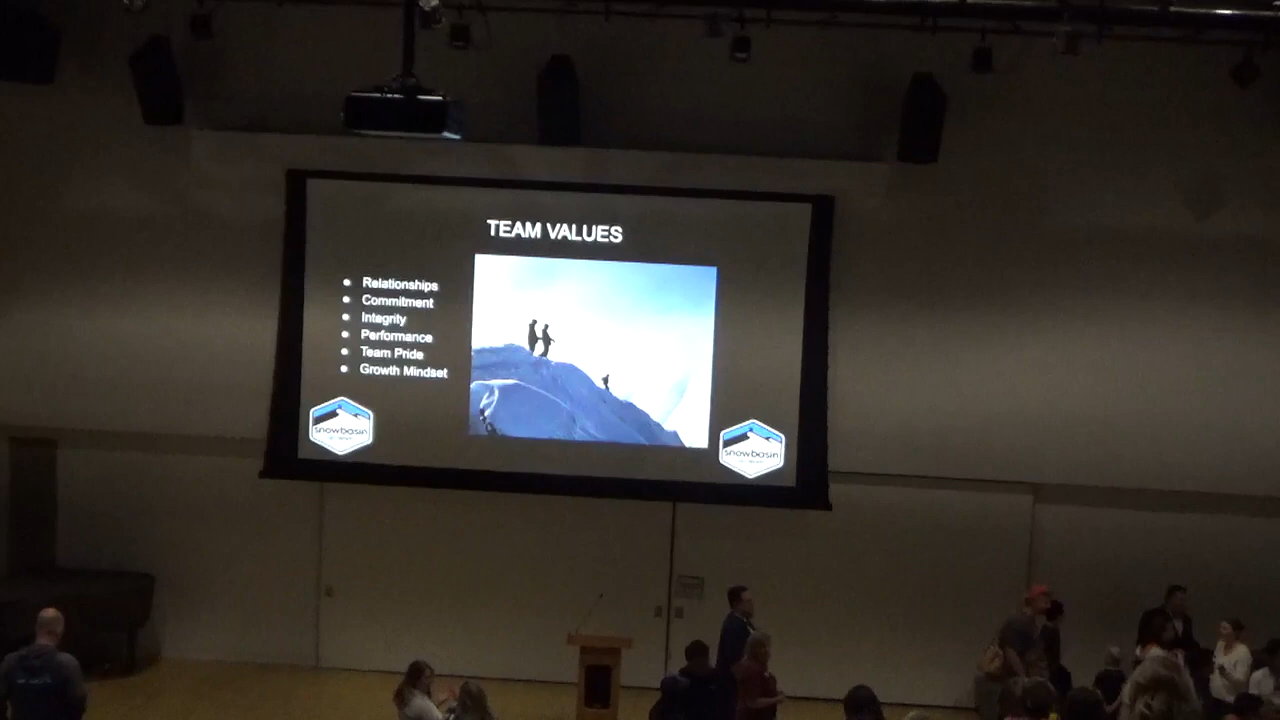 TEAM VALUES
● Relationships
● Commitment
● Integrity
● Performance
● Team Pride
● Growth Mindset
snowbasin
snowbasin